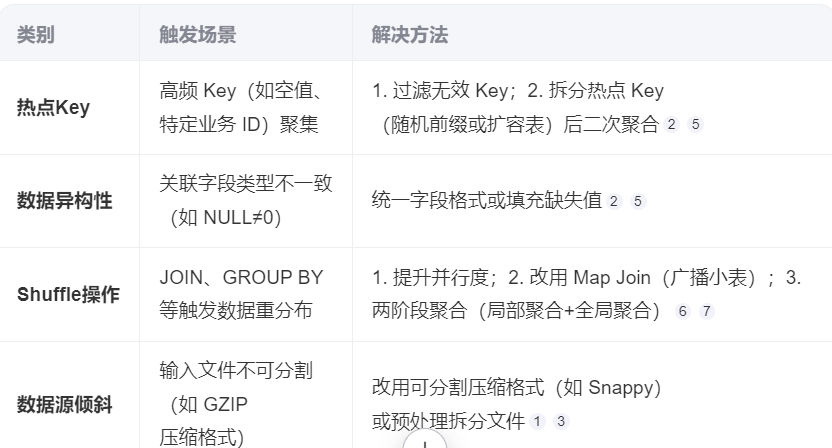 类别 触发场景 解决方法
热点Key
高频 Key（如空值、
特定业务 ID）聚集
1. 过滤无效 Key；2. 拆分热点 Key
（随机前缀或扩容表）后二次聚合 2 5
数据异构性
关联字段类型不一致
（如 NULL≠0）
统一字段格式或填充缺失值 2 5
Shuffle操作
JOIN、GROUP BY
等触发数据重分布
1. 提升并行度；2. 改用 Map Join（广播小表）；3.
两阶段聚合（局部聚合+全局聚合） 6 7
数据源倾斜
输入文件不可分割
（如 GZIP
压缩格式）
改用可分割压缩格式（如 Snappy）
或预处理拆分文件 1 3